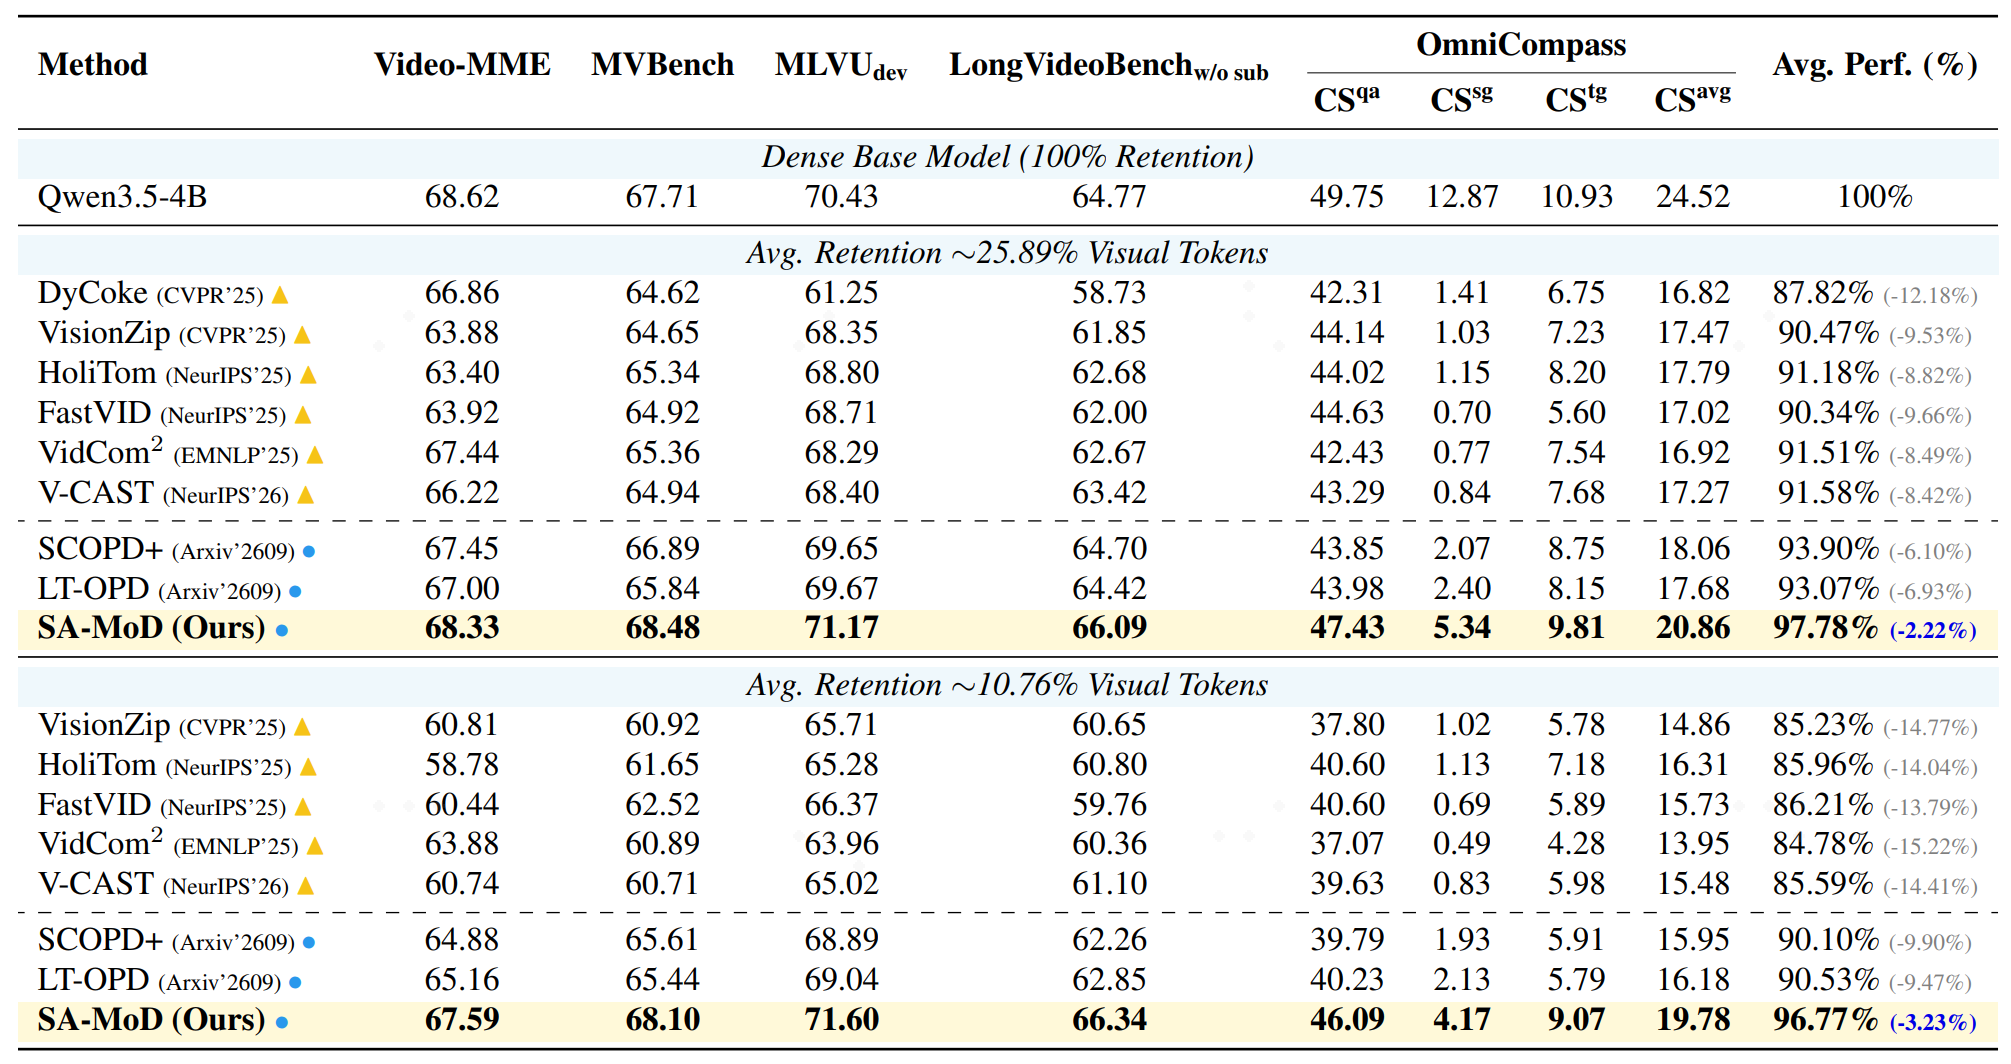 Method Video-MME MVBench MLVU_dev LongVideoBench_w/o sub OmniCompass Avg. Perf. (%)
CS^qa CS^sg CS^tg CS^avg
Dense Base Model (100% Retention)
Qwen3.5-4B 68.62 67.71 70.43 64.77 49.75 12.87 10.93 24.52 100%
Avg. Retention ~25.89% Visual Tokens
DyCoke (CVPR'25) ▲ 66.86 64.62 61.25 58.73 42.31 1.41 6.75 16.82 87.82% (-12.18%)
VisionZip (CVPR'25) ▲ 63.88 64.65 68.35 61.85 44.14 1.03 7.23 17.47 90.47% (-9.53%)
HoliTom (NeurIPS'25) ▲ 63.40 65.34 68.80 62.68 44.02 1.15 8.20 17.79 91.18% (-8.82%)
FastVID (NeurIPS'25) ▲ 63.92 64.92 68.71 62.00 44.63 0.70 5.60 17.02 90.34% (-9.66%)
VidCom² (EMNLP'25) ▲ 67.44 65.36 68.29 62.67 42.43 0.77 7.54 16.92 91.51% (-8.49%)
V-CAST (NeurIPS'26) ▲ 66.22 64.94 68.40 63.42 43.29 0.84 7.68 17.27 91.58% (-8.42%)
SCOPD+ (Arxiv'2609) ● 67.45 66.89 69.65 64.70 43.85 2.07 8.75 18.06 93.90% (-6.10%)
LT-OPD (Arxiv'2609) ● 67.00 65.84 69.67 64.42 43.98 2.40 8.15 17.68 93.07% (-6.93%)
SA-MoD (Ours) ● 68.33 68.48 71.17 66.09 47.43 5.34 9.81 20.86 97.78% (-2.22%)
Avg. Retention ~10.76% Visual Tokens
VisionZip (CVPR'25) ▲ 60.81 60.92 65.71 60.65 37.80 1.02 5.78 14.86 85.23% (-14.77%)
HoliTom (NeurIPS'25) ▲ 58.78 61.65 65.28 60.80 40.60 1.13 7.18 16.31 85.96% (-14.04%)
FastVID (NeurIPS'25) ▲ 60.44 62.52 66.37 59.76 40.60 0.69 5.89 15.73 86.21% (-13.79%)
VidCom² (EMNLP'25) ▲ 63.88 60.89 63.96 60.36 37.07 0.49 4.28 13.95 84.78% (-15.22%)
V-CAST (NeurIPS'26) ▲ 60.74 60.71 65.02 61.10 39.63 0.83 5.98 15.48 85.59% (-14.41%)
SCOPD+ (Arxiv'2609) ● 64.88 65.61 68.89 62.26 39.79 1.93 5.91 15.95 90.10% (-9.90%)
LT-OPD (Arxiv'2609) ● 65.16 65.44 69.04 62.85 40.23 2.13 5.79 16.18 90.53% (-9.47%)
SA-MoD (Ours) ● 67.59 68.10 71.60 66.34 46.09 4.17 9.07 19.78 96.77% (-3.23%)